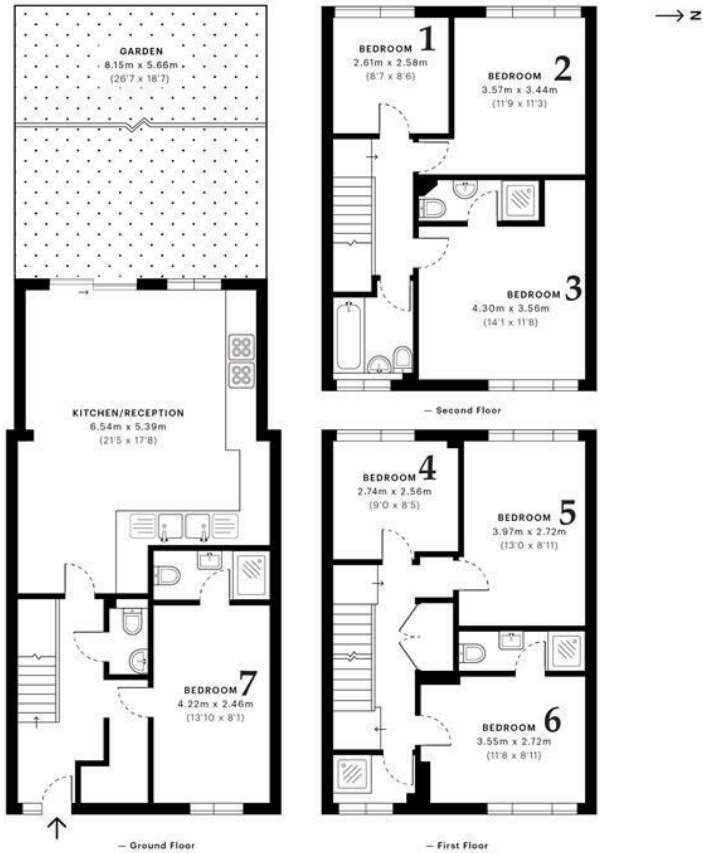 GARDEN
8.15m x 5.66m
(26'7 x 18'7)
KITCHEN/RECEPTION
6.54m x 5.39m
(21'5 x 17'8)
BEDROOM 7
4.22m x 2.46m
(13'10 x 8'1)
— Ground Floor
BEDROOM 1
2.61m x 2.58m
(8'7 x 8'6)
BEDROOM 2
3.57m x 3.44m
(11'9 x 11'3)
BEDROOM 3
4.30m x 3.56m
(14'1 x 11'8)
— Second Floor
BEDROOM 4
2.74m x 2.56m
(9'0 x 8'5)
BEDROOM 5
3.97m x 2.72m
(13'0 x 8'11)
BEDROOM 6
3.55m x 2.72m
(11'8 x 8'11)
— First Floor
N